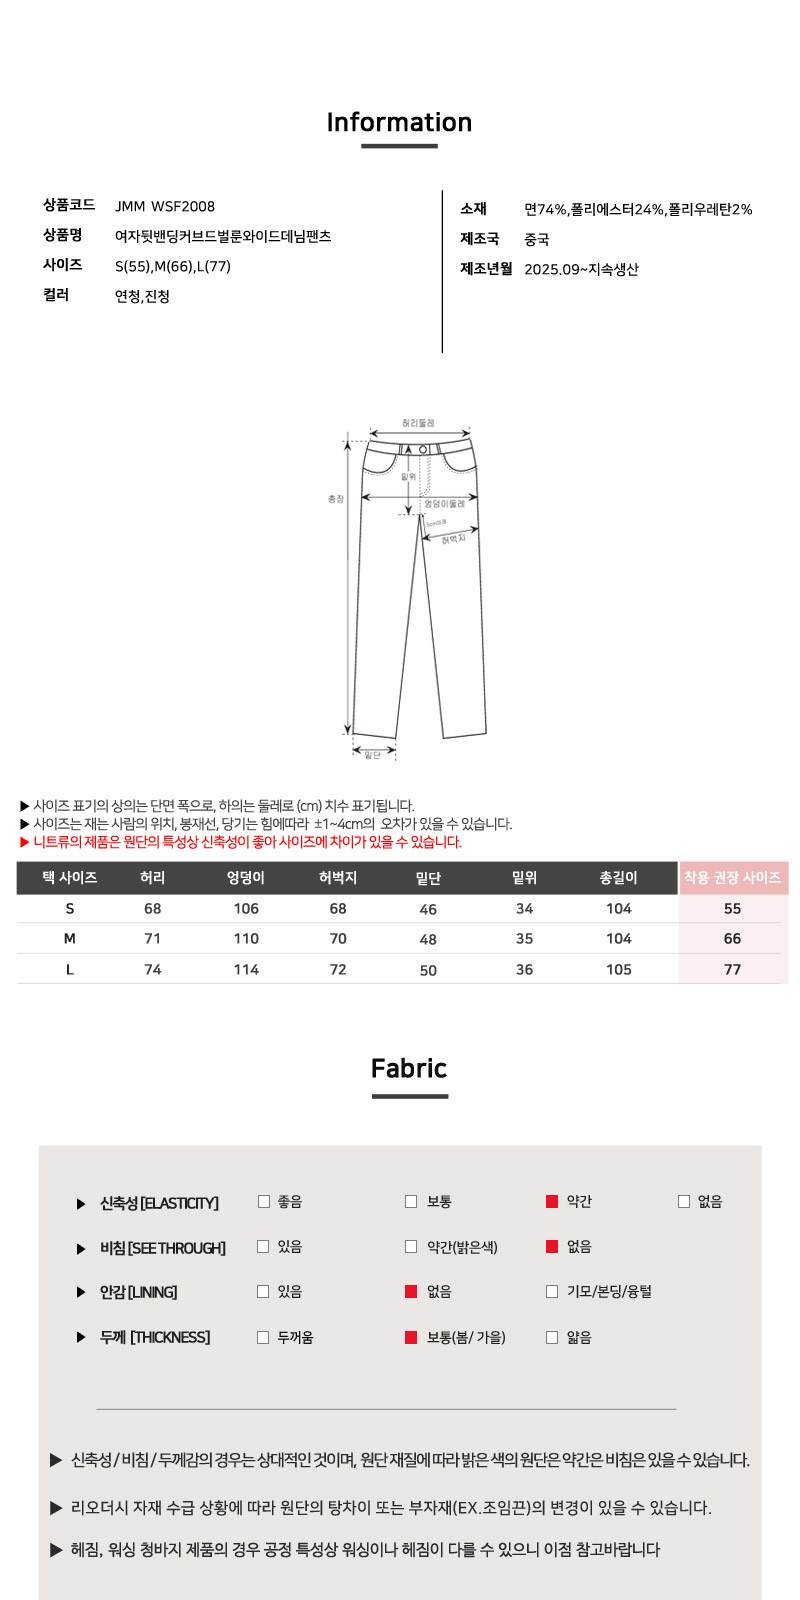 Information
상품코드 JMM WSF2008
상품명 여자뒷밴딩커브드벌룬와이드데님팬츠
사이즈 S(55),M(66),L(77)
컬러 연청,진청
소재 면74%,폴리에스터24%,폴리우레탄2%
제조국 중국
제조년월 2025.09~지속생산
허리둘레
밑위
총장
엉덩이둘레
허벅지
밑단
▶ 사이즈 표기의 상의는 단면 폭으로, 하의는 둘레로 (cm) 치수 표기됩니다.
▶ 사이즈는 재는 사람의 위치, 봉재선, 당기는 힘에따라 ±1~4cm의 오차가 있을 수 있습니다.
▶ 니트류의 제품은 원단의 특성상 신축성이 좋아 사이즈에 차이가 있을 수 있습니다.
택 사이즈 허리 엉덩이 허벅지 밑단 밑위 총길이 착용 권장 사이즈
S 68 106 68 46 34 104 55
M 71 110 70 48 35 104 66
L 74 114 72 50 36 105 77
Fabric
▶ 신축성 [ELASTICITY] 좋음 보통 약간 없음
▶ 비침 [SEE THROUGH] 있음 약간(밝은색) 없음
▶ 안감 [LINING] 있음 없음 기모/본딩/융털
▶ 두께 [THICKNESS] 두꺼움 보통(봄/ 가을) 얇음
▶ 신축성 / 비침 / 두께감의 경우는 상대적인 것이며, 원단 재질에 따라 밝은 색의 원단은 약간은 비침은 있을 수 있습니다.
▶ 리오더시 자재 수급 상황에 따라 원단의 탕차이 또는 부자재(EX.조임끈)의 변경이 있을 수 있습니다.
▶ 헤짐, 워싱 청바지 제품의 경우 공정 특성상 워싱이나 헤짐이 다를 수 있으니 이점 참고바랍니다